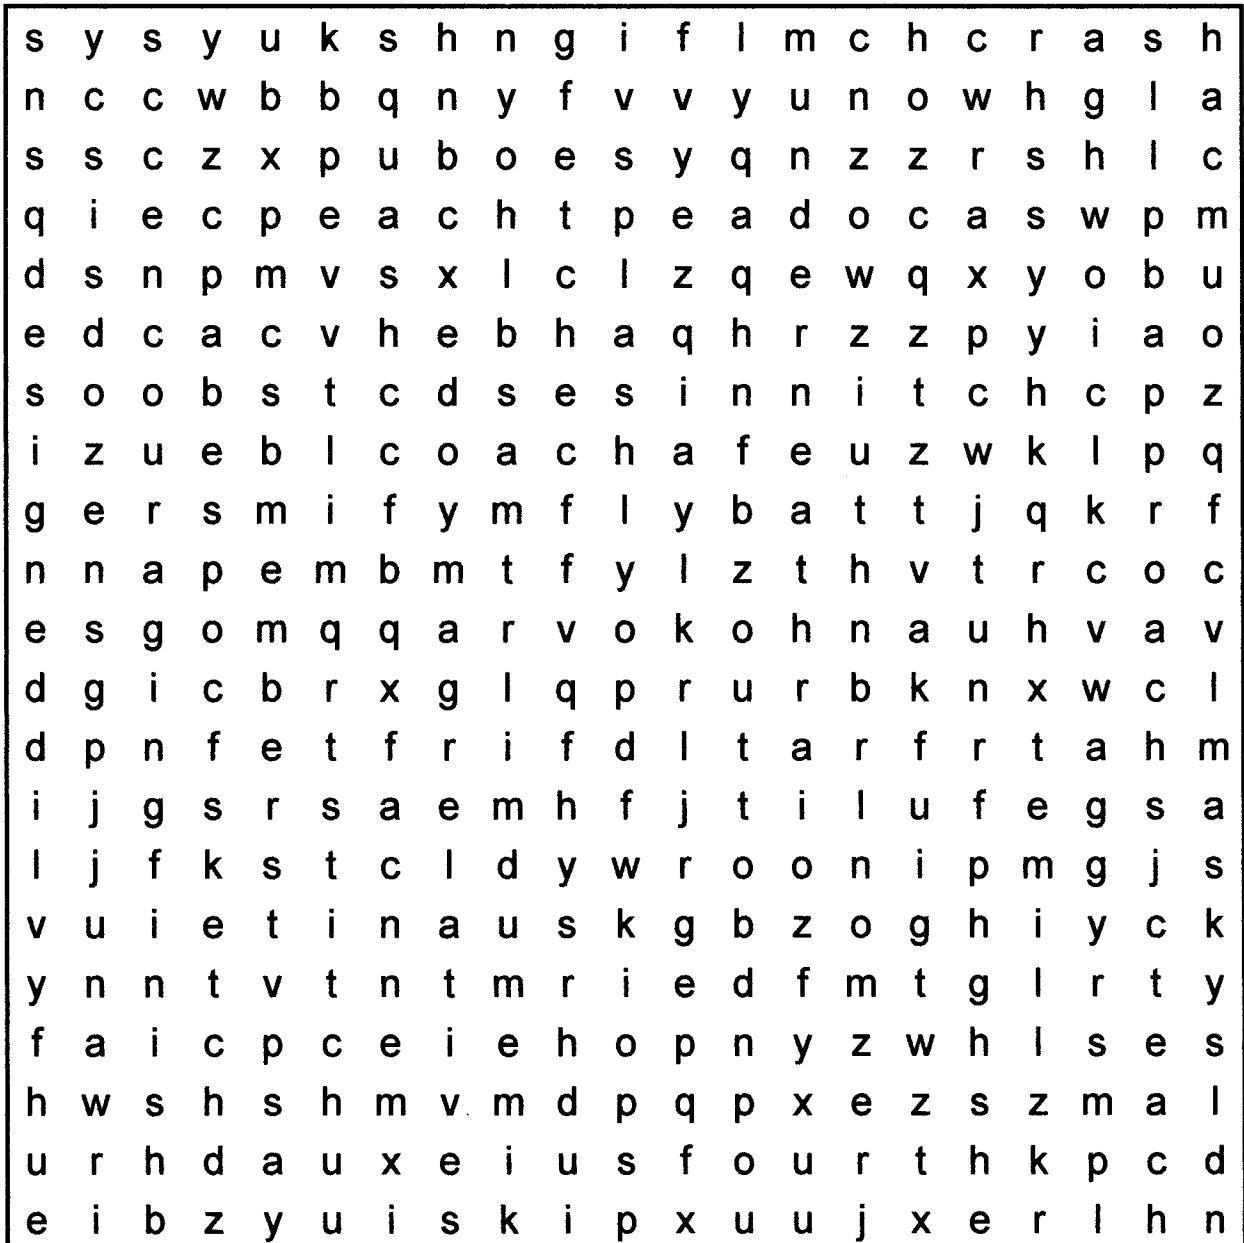 s y s y u k s h n g i f l m c h c r a s h
n c c w b b q n y f v v y u n o w h g l a
s s c z x p u b o e s y q n z z r s h l c
q i e c p e a c h t p e a d o c a s w p m
d s n p m v s x l c l z q e w q x y o b u
e d c a c v h e b h a q h r z z p y i a o
s o o b s t c d s e s i n n i t c h c p z
i z u e b l c o a c h a f e u z w k l p q
g e r s m i f y m f l y b a t t j q k r f
n n a p e m b m t f y l z t h v t r c o c
e s g o m q q a r v o k o h n a u h v a v
d g i c b r x g l q p r u r b k n x w c l
d p n f e t f r i f d l t a r f r t a h m
i j g s r s a e m h f j t i l u f e g s a
l j f k s t c l d y w r o o n i p m g j s
v u i e t i n a u s k g b z o g h i y c k
y n n t v t n t m r i e d f m t g l r t y
f a i c p c e i e h o p n y z w h l s e s
h w s h s h m v m d p q p x e z s z m a l
u r h d a u x e i u s f o u r t h k p c d
e i b z y u i s k i p x u u j x e r l h n